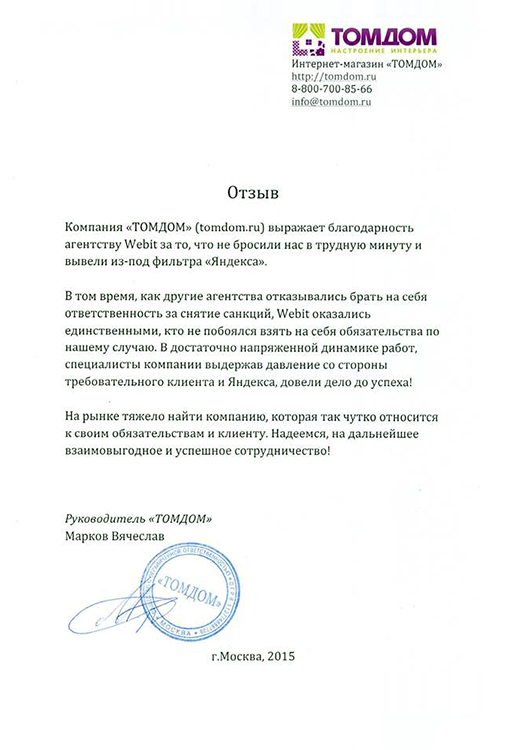 ТОМДОМ
НАСТРОЕНИЕ ИНТЕРЬЕРА
Интернет-магазин «ТОМДОМ»
http://tomdom.ru
8-800-700-85-66
info@tomdom.ru
Отзыв
Компания «ТОМДОМ» (tomdom.ru) выражает благодарность
агентству Webit за то, что не бросили нас в трудную минуту и
вывели из-под фильтра «Яндекса».
В том время, как другие агентства отказывались брать на себя
ответственность за снятие санкций, Webit оказались
единственными, кто не побоялся взять на себя обязательства по
нашему случаю. В достаточно напряженной динамике работ,
специалисты компании выдержав давление со стороны
требовательного клиента и Яндекса, довели дело до успеха!
На рынке тяжело найти компанию, которая так чутко относится
к своим обязательствам и клиенту. Надеемся, на дальнейшее
взаимовыгодное и успешное сотрудничество!
Руководитель «ТОМДОМ»
Марков Вячеслав
ОТВЕТСТВЕННОСТЬЮ
«ТОМДОМ»
МОСКВА
г.Москва, 2015